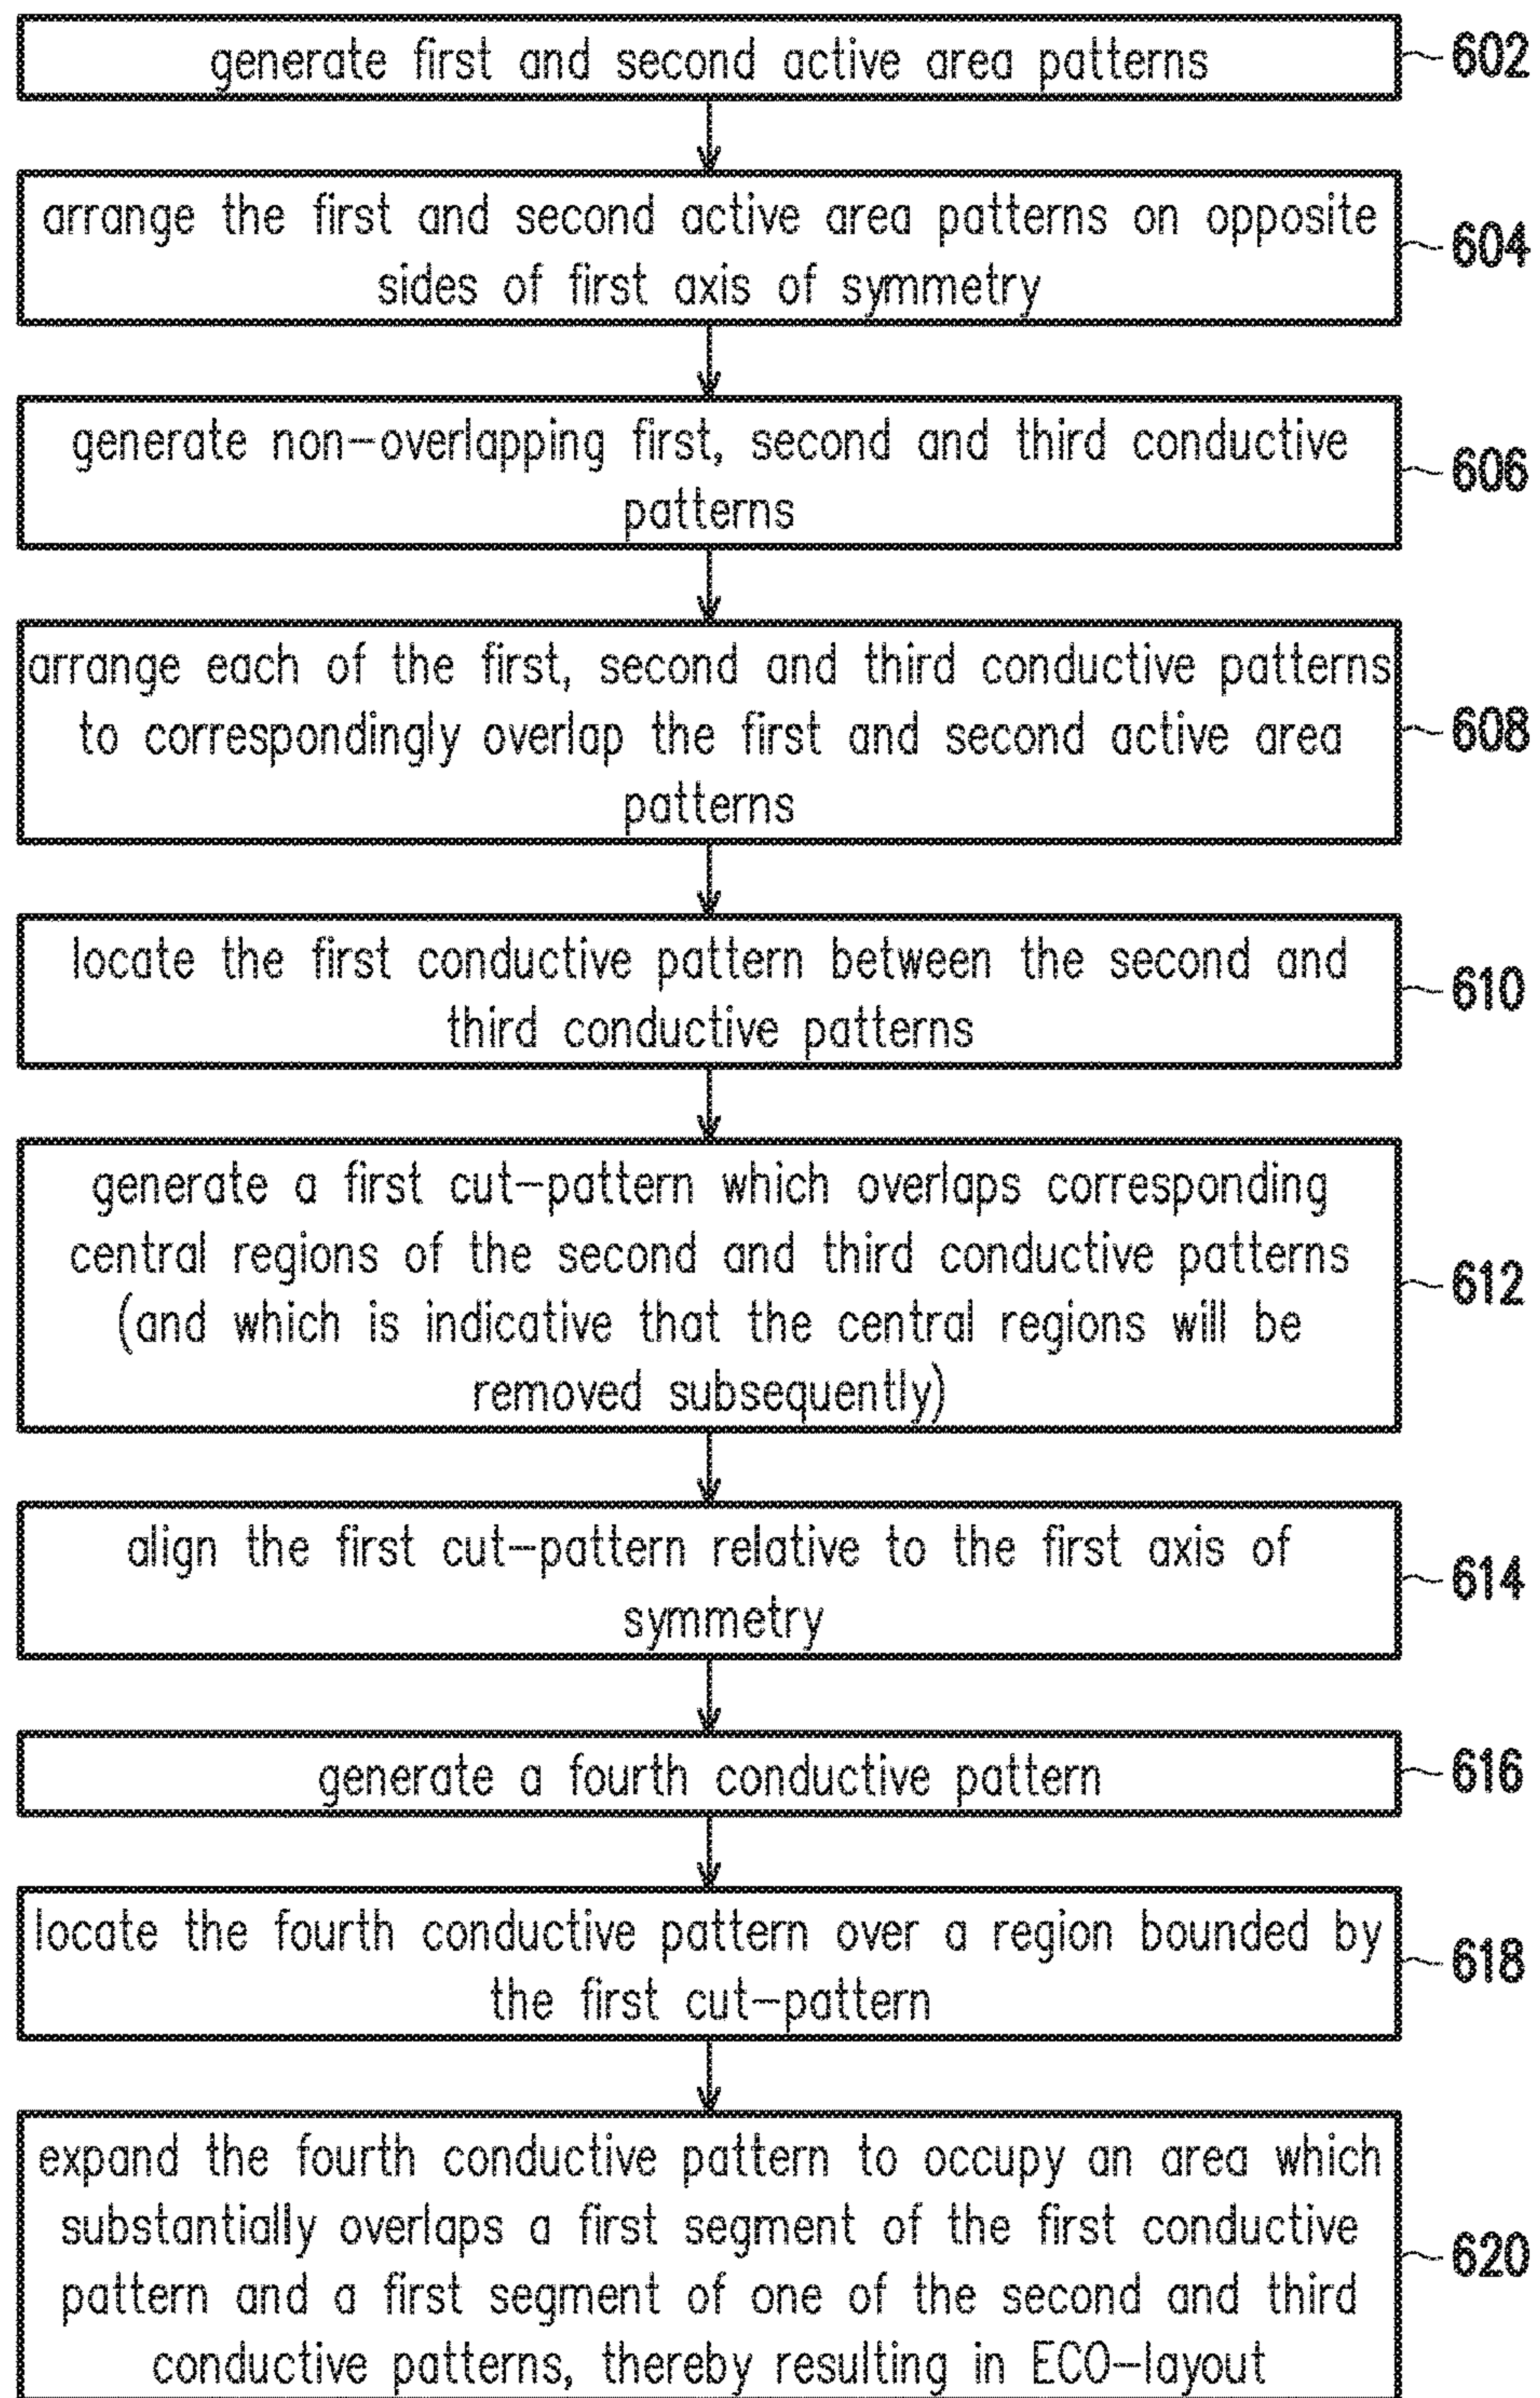 generate first and second active area patterns
602
arrange the first and second active area patterns on opposite
sides of first axis of symmetry
604
generate non-overlapping first, second and third conductive
patterns
606
arrange each of the first, second and third conductive patterns
to correspondingly overlap the first and second active area
patterns
608
locate the first conductive pattern between the second and
third conductive patterns
610
generate a first cut-pattern which overlaps corresponding
central regions of the second and third conductive patterns
(and which is indicative that the central regions will be
removed subsequently)
612
align the first cut-pattern relative to the first axis of
symmetry
614
generate a fourth conductive pattern
616
locate the fourth conductive pattern over a region bounded by
the first cut-pattern
618
expand the fourth conductive pattern to occupy an area which
substantially overlaps a first segment of the first conductive
pattern and a first segment of one of the second and third
conductive patterns, thereby resulting in ECO-layout
620